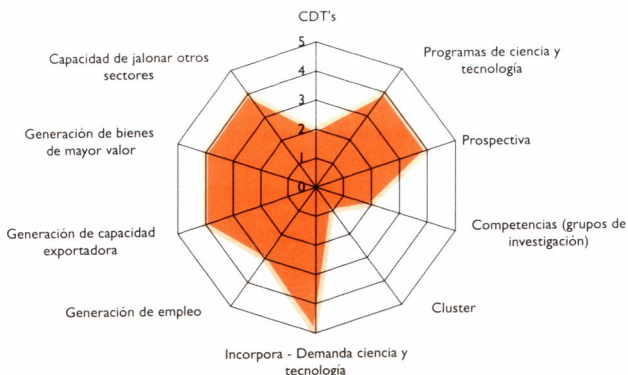 CDT's
5
4
3
2
1
0
Programas de ciencia y
tecnología
Prospectiva
Competencias (grupos de
investigación)
Cluster
Incorpora - Demanda ciencia y
tecnología
Generación de empleo
Generación de capacidad
exportadora
Generación de bienes
de mayor valor
Capacidad de jalonar otros
sectores